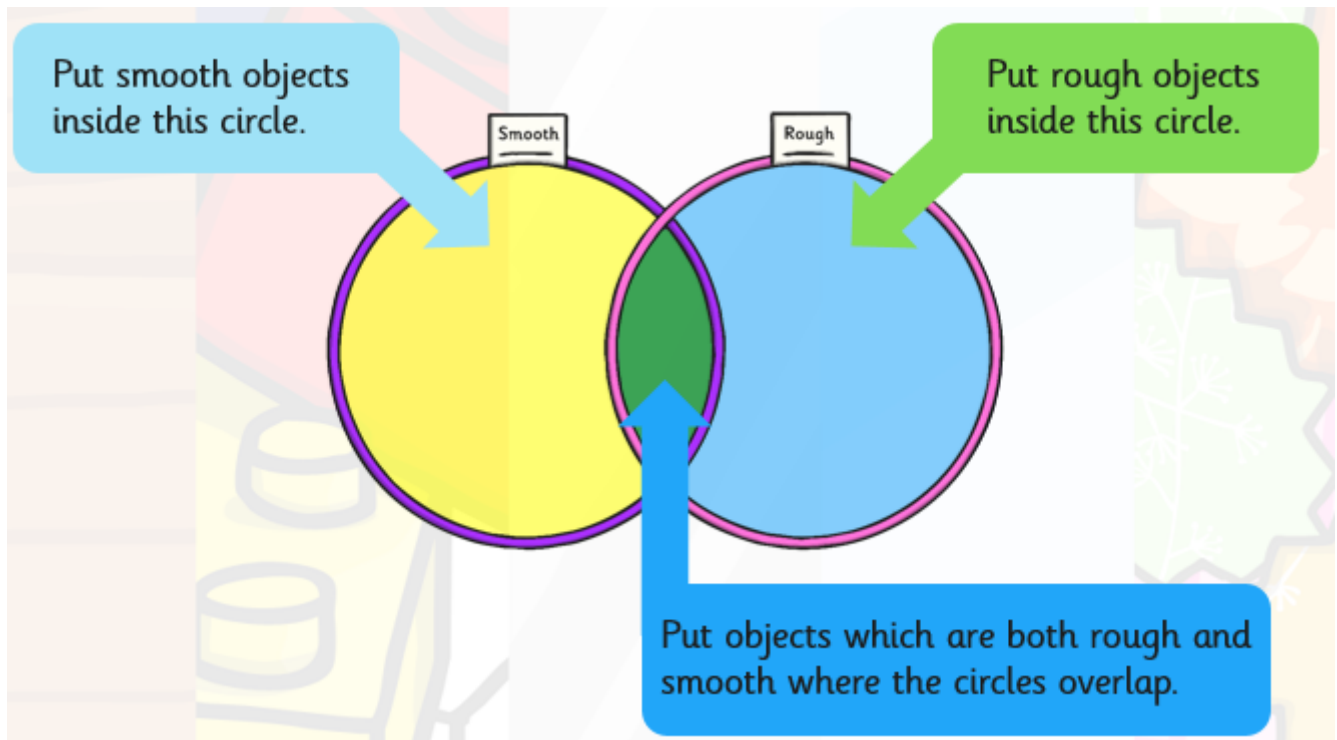 Put smooth objects
inside this circle.
Put rough objects
inside this circle.
Smooth
Rough
Put objects which are both rough and
smooth where the circles overlap.